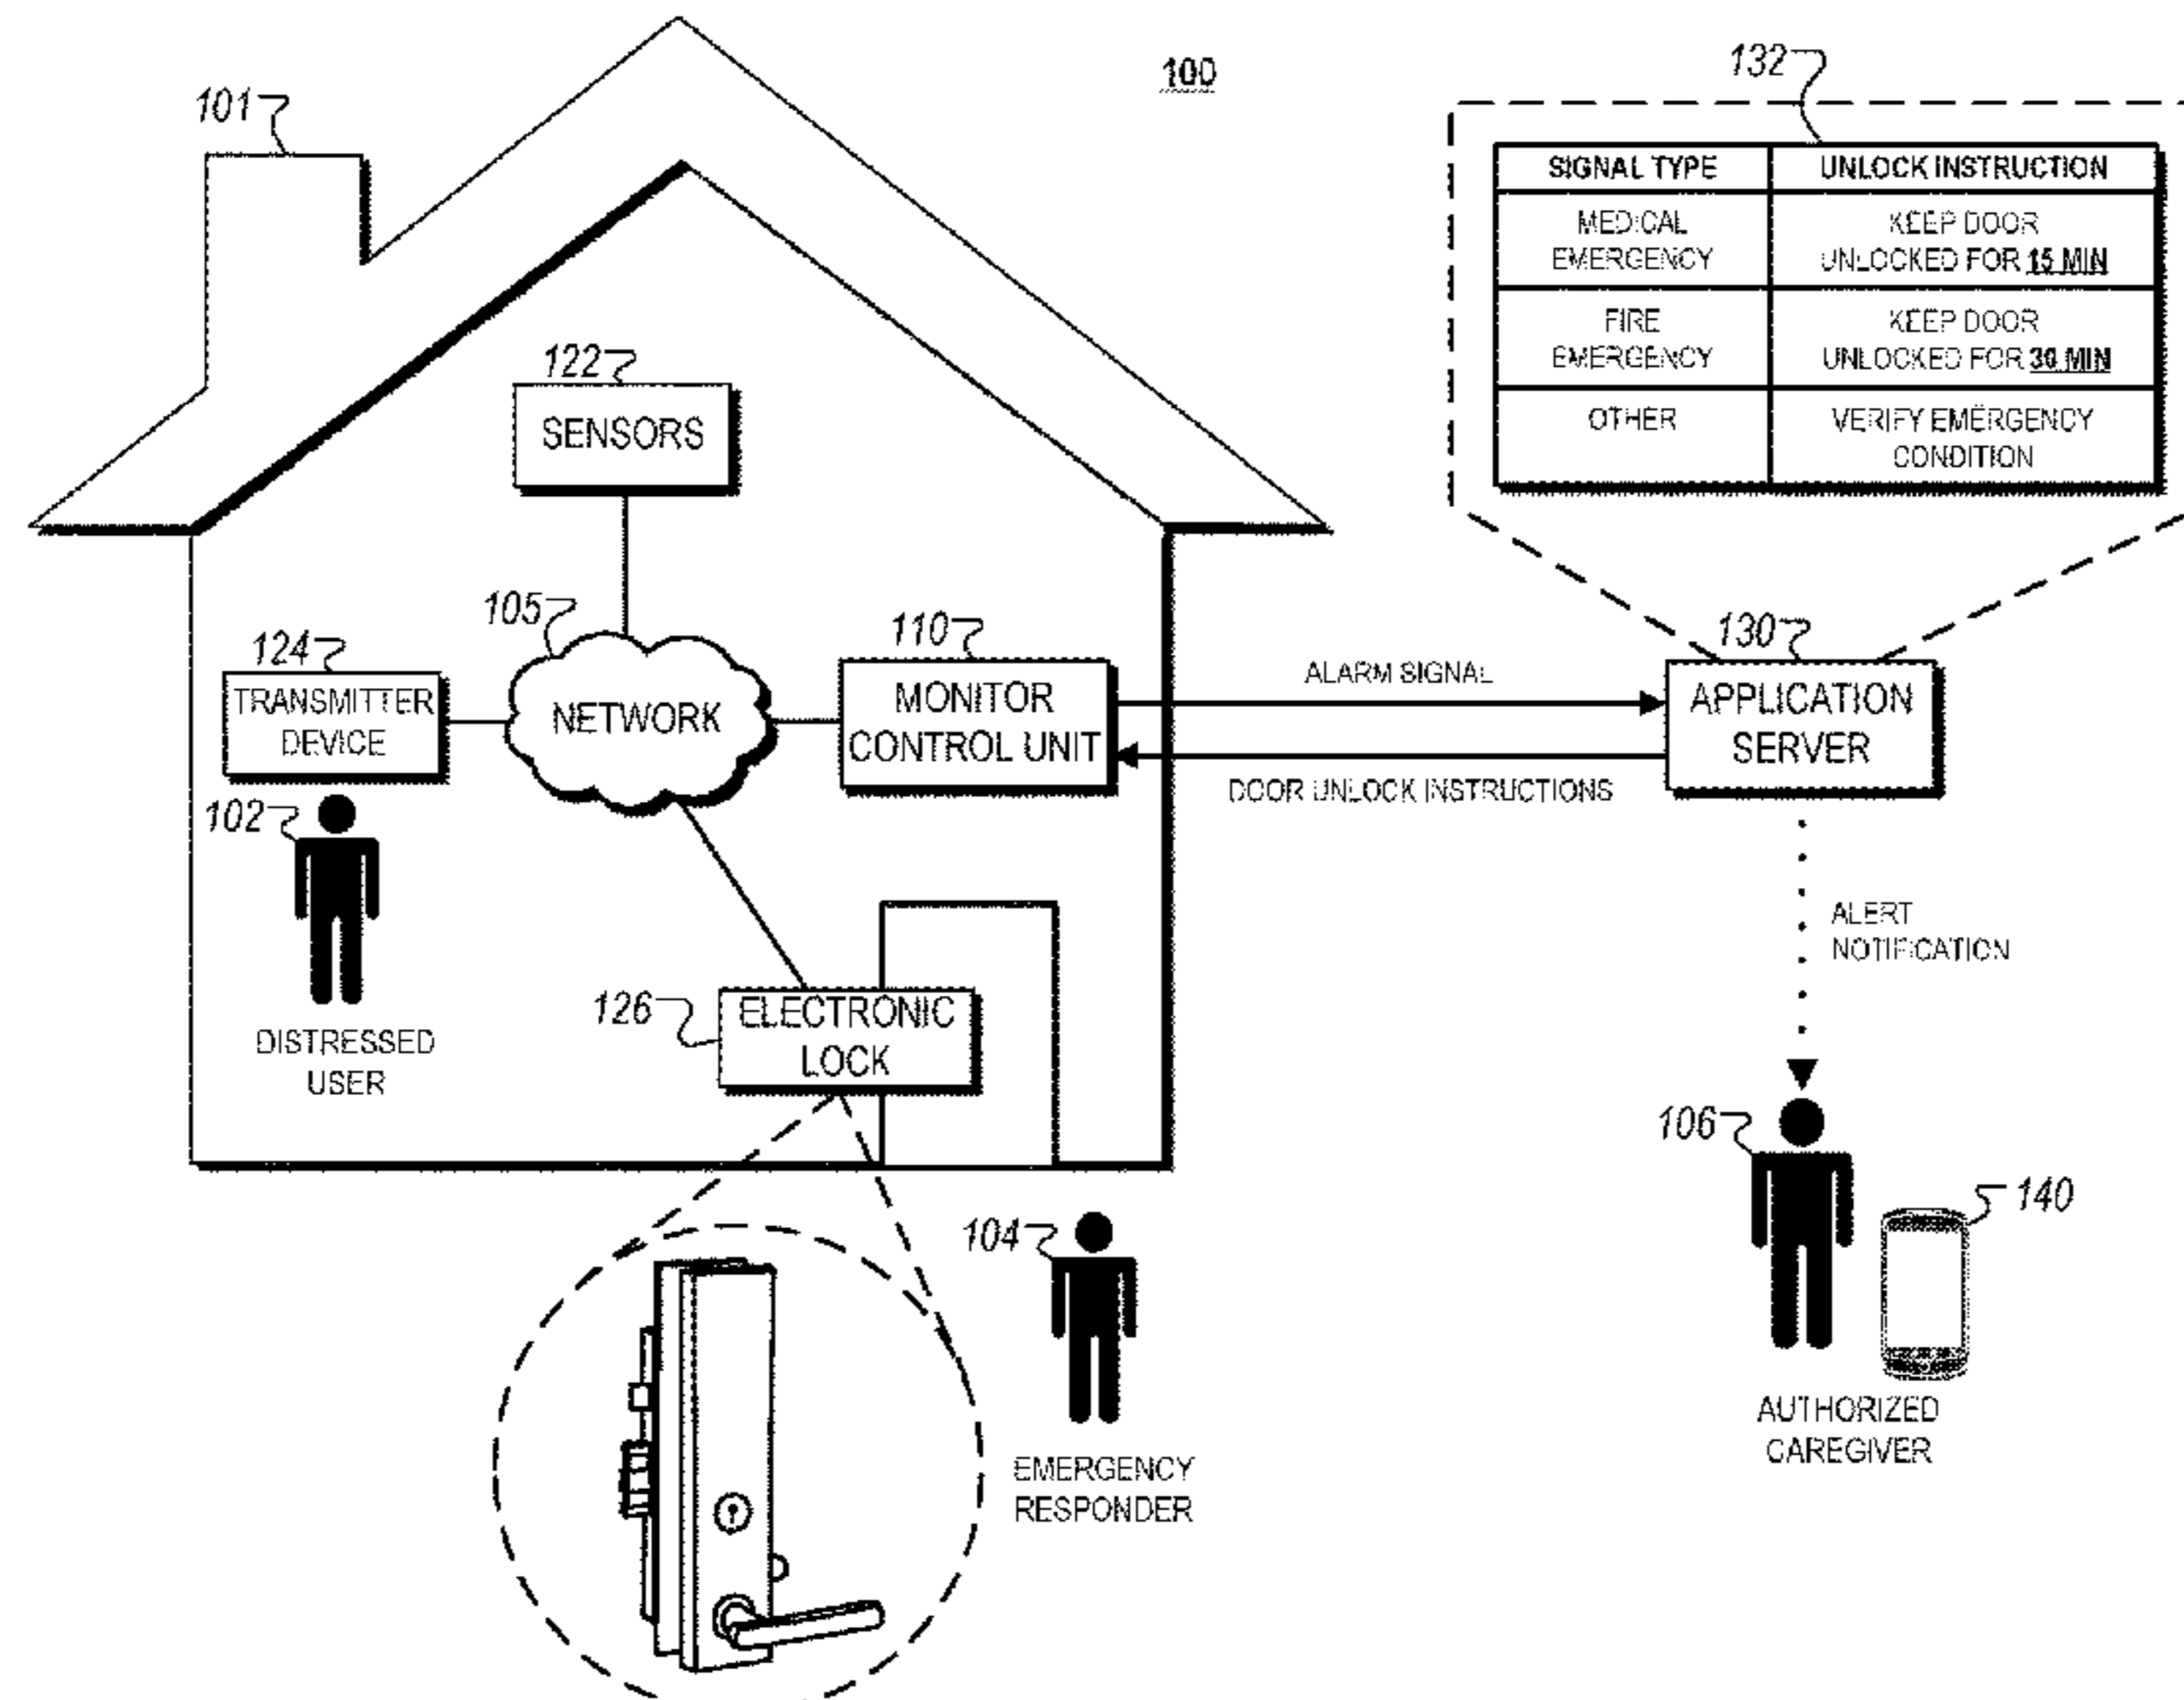 100
101
132
SIGNAL TYPE UNLOCK INSTRUCTION
MEDICAL EMERGENCY KEEP DOOR UNLOCKED FOR 15 MIN
FIRE EMERGENCY KEEP DOOR UNLOCKED FOR 30 MIN
OTHER VERIFY EMERGENCY CONDITION
122
SENSORS
105
NETWORK
124
TRANSMITTER
DEVICE
110
MONITOR
CONTROL UNIT
ALARM SIGNAL
DOOR UNLOCK INSTRUCTIONS
130
APPLICATION
SERVER
102
DISTRESSED
USER
ALERT
NOTIFICATION
126
ELECTRONIC
LOCK
104
EMERGENCY
RESPONDER
106
140
AUTHORIZED
CAREGIVER